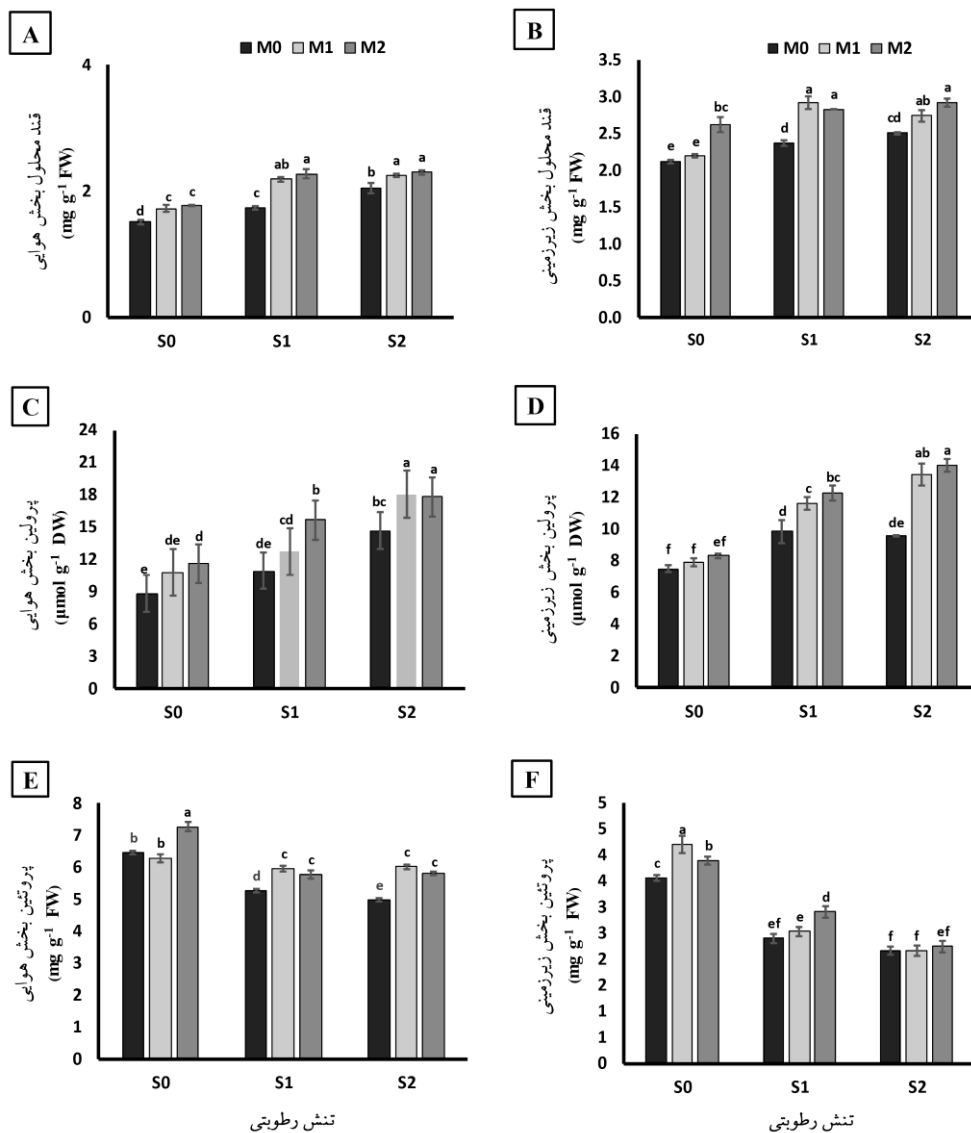 A
M0 M1 M2
قند محلول بخش هوایی
(mg g-1 FW)
4
2
0
d c c
c ab a
b a a
S0 S1 S2
B
M0 M1 M2
قند محلول بخش زیرزمینی
(mg g-1 FW)
3.5
3.0
2.5
2.0
1.5
1.0
0.5
0.0
e e bc
d a a
cd ab a
S0 S1 S2
C
پرولین بخش هوایی
(µmol g-1 DW)
24
21
18
15
12
9
6
3
0
e de d
de cd b
bc a a
S0 S1 S2
D
پرولین بخش زیرزمینی
(µmol g-1 DW)
16
14
12
10
8
6
4
2
0
f f ef
d c bc
de ab a
S0 S1 S2
E
پروتئین بخش هوایی
(mg g-1 FW)
8
7
6
5
4
3
2
1
0
b b a
d c c
e c c
S0 S1 S2
تنش رطوبتی
F
پروتئین بخش زیرزمینی
(mg g-1 FW)
5
5
4
4
3
3
2
2
1
1
0
c a b
ef e d
f f ef
S0 S1 S2
تنش رطوبتی